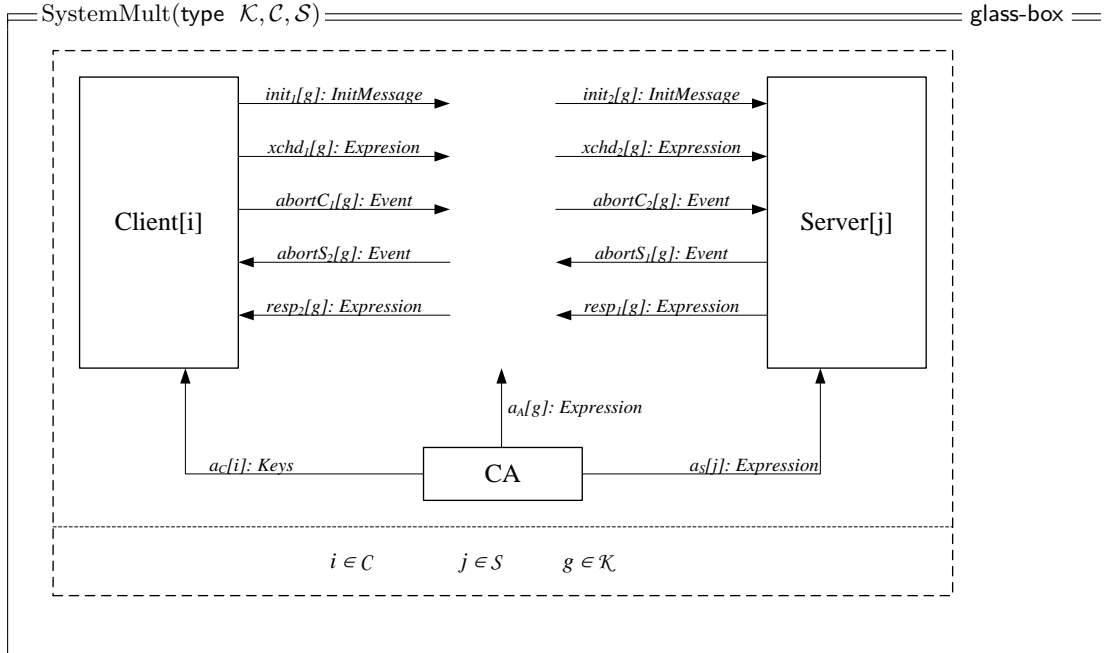 SystemMult(type K, C, S) glass-box
init₁[g]: InitMessage init₂[g]: InitMessage
xchd₁[g]: Expresion xchd₂[g]: Expression
abortC₁[g]: Event abortC₂[g]: Event
Client[i] Server[j]
abortS₂[g]: Event abortS₁[g]: Event
resp₂[g]: Expression resp₁[g]: Expression
a_A[g]: Expression
a_C[i]: Keys CA a_S[j]: Expression
i ∈ C j ∈ S g ∈ K